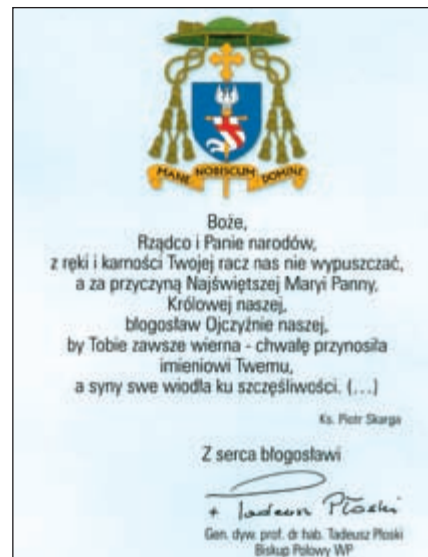 MANE NOBISCUM DOMINE
Boże,
Rządco i Panie narodów,
z ręki i karności Twojej racz nas nie wypuszczać,
a za przyczyną Najświętszej Maryi Panny,
Królowej naszej,
błogosław Ojczyźnie naszej,
by Tobie zawsze wierna - chwałę przynosiła
imieniowi Twemu,
a syny swe wiodła ku szczęśliwości. (...)
Ks. Piotr Skarga
Z serca błogosławi
+ Tadeusz Płoski
Gen. dyw. prof. dr hab. Tadeusz Płoski
Biskup Polowy WP